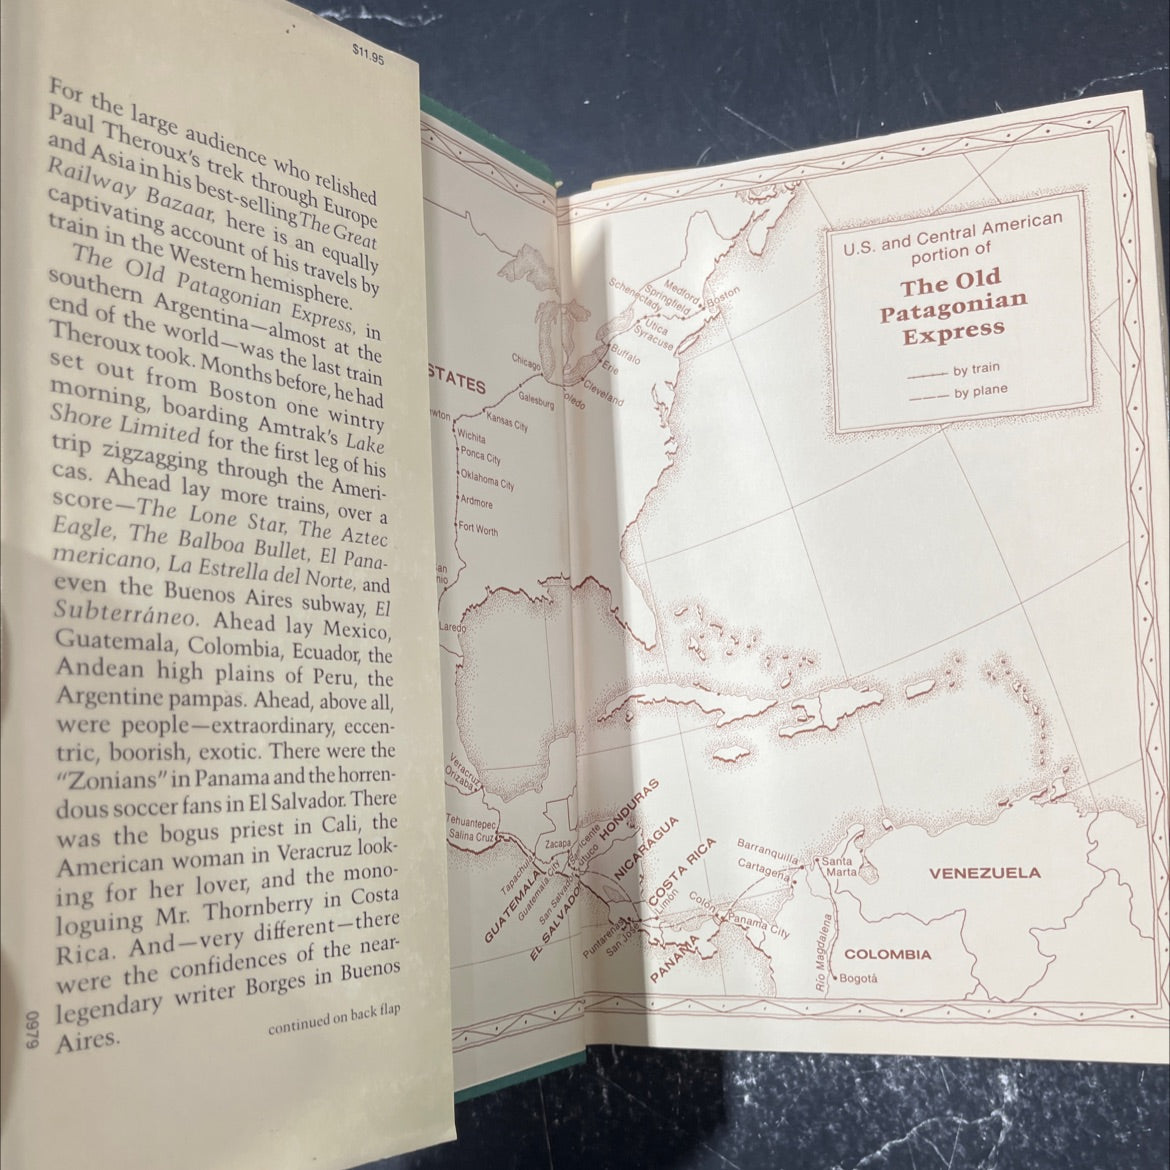 $11.95
For the large audience who relished
Paul Theroux's trek through Europe
and Asia in his best-selling The Great
Railway Bazaar, here is an equally
captivating account of his travels by
train in the Western hemisphere.
The Old Patagonian Express, in
southern Argentina—almost at the
end of the world—was the last train
Theroux took. Months before, he had
set out from Boston one wintry
morning, boarding Amtrak's Lake
Shore Limited for the first leg of his
trip zigzagging through the Ameri-
cas. Ahead lay more trains, over a
score—The Lone Star, The Aztec
Eagle, The Balboa Bullet, El Pana-
mericano, La Estrella del Norte, and
even the Buenos Aires subway, El
Subterráneo. Ahead lay Mexico,
Guatemala, Colombia, Ecuador, the
Andean high plains of Peru, the
Argentine pampas. Ahead, above all,
were people—extraordinary, eccen-
tric, boorish, exotic. There were the
"Zonians" in Panama and the horren-
dous soccer fans in El Salvador. There
was the bogus priest in Cali, the
American woman in Veracruz look-
ing for her lover, and the mono-
loguing Mr. Thornberry in Costa
Rica. And—very different—there
were the confidences of the near-
legendary writer Borges in Buenos
Aires.
continued on back flap
0979
U.S. and Central American
portion of
The Old
Patagonian
Express
by train
by plane
Medford
Boston
Springfield
Schenectady
Utica
Syracuse
Buffalo
Erie
Cleveland
oledo
Chicago
Galesburg
STATES
Kansas City
wton
Wichita
Ponca City
Oklahoma City
Ardmore
Fort Worth
an
nio
Laredo
Veracruz
Orizaba
Tehuantepec
Salina Cruz
Tapachula
GUATEMALA
Guatemala City
Zacapa
San Salvador
EL SALVADOR
Cutuco
HONDURAS
NICARAGUA
COSTA RICA
Limón
Puntarenas
San José
PANAMA
Colón
Panama City
Barranquilla
Cartagena
Santa
Marta
VENEZUELA
COLOMBIA
Río Magdalena
Bogotá